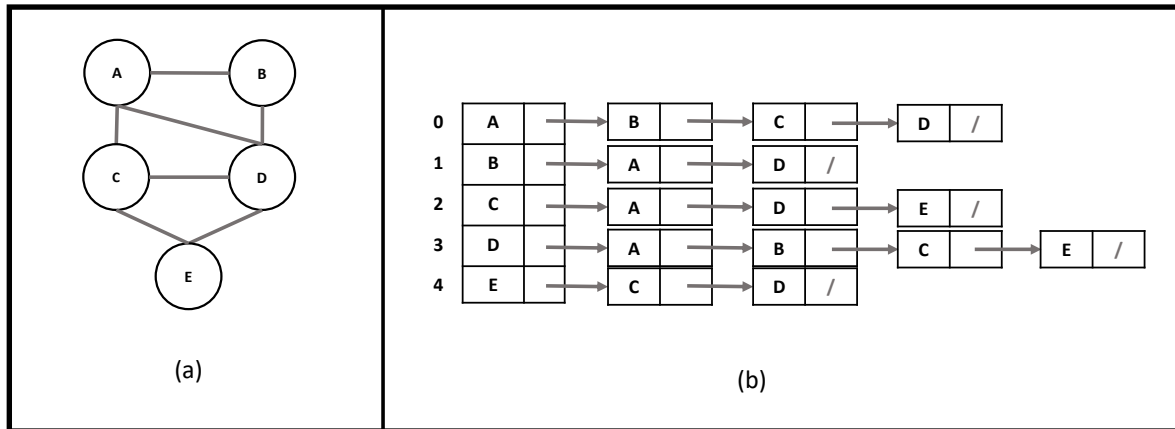 A B
C D
E
(a)
0 A B C D /
1 B A D /
2 C A D E /
3 D A B C E /
4 E C D /
(b)